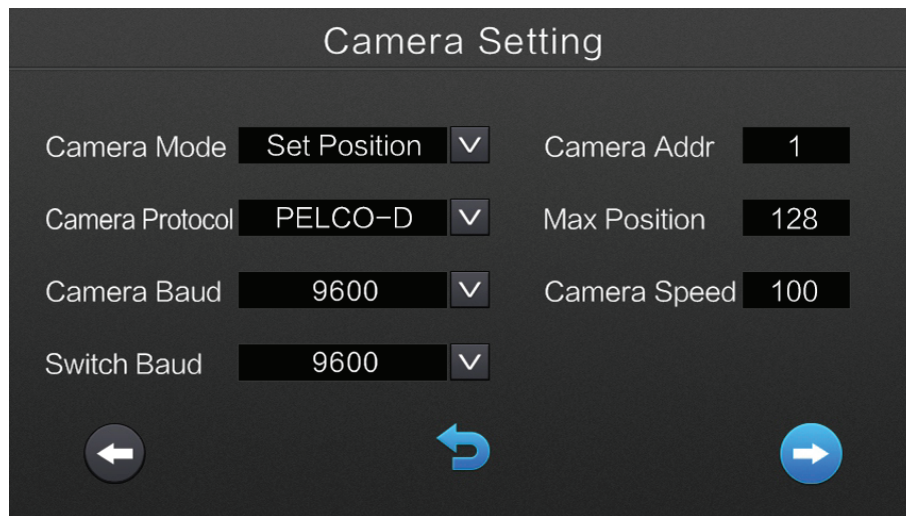 Camera Setting
Camera Mode Set Position Camera Addr 1
Camera Protocol PELCO-D Max Position 128
Camera Baud 9600 Camera Speed 100
Switch Baud 9600